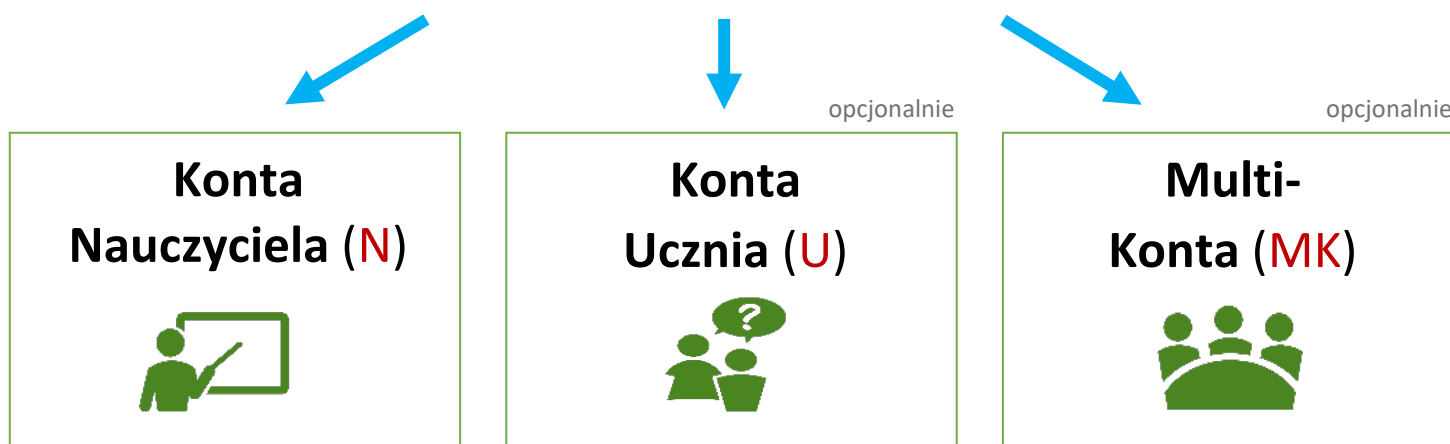 Konta
Nauczyciela (N)
opcjonalnie
Konta
Ucznia (U)
?
opcjonalnie
Multi-
Konta (MK)